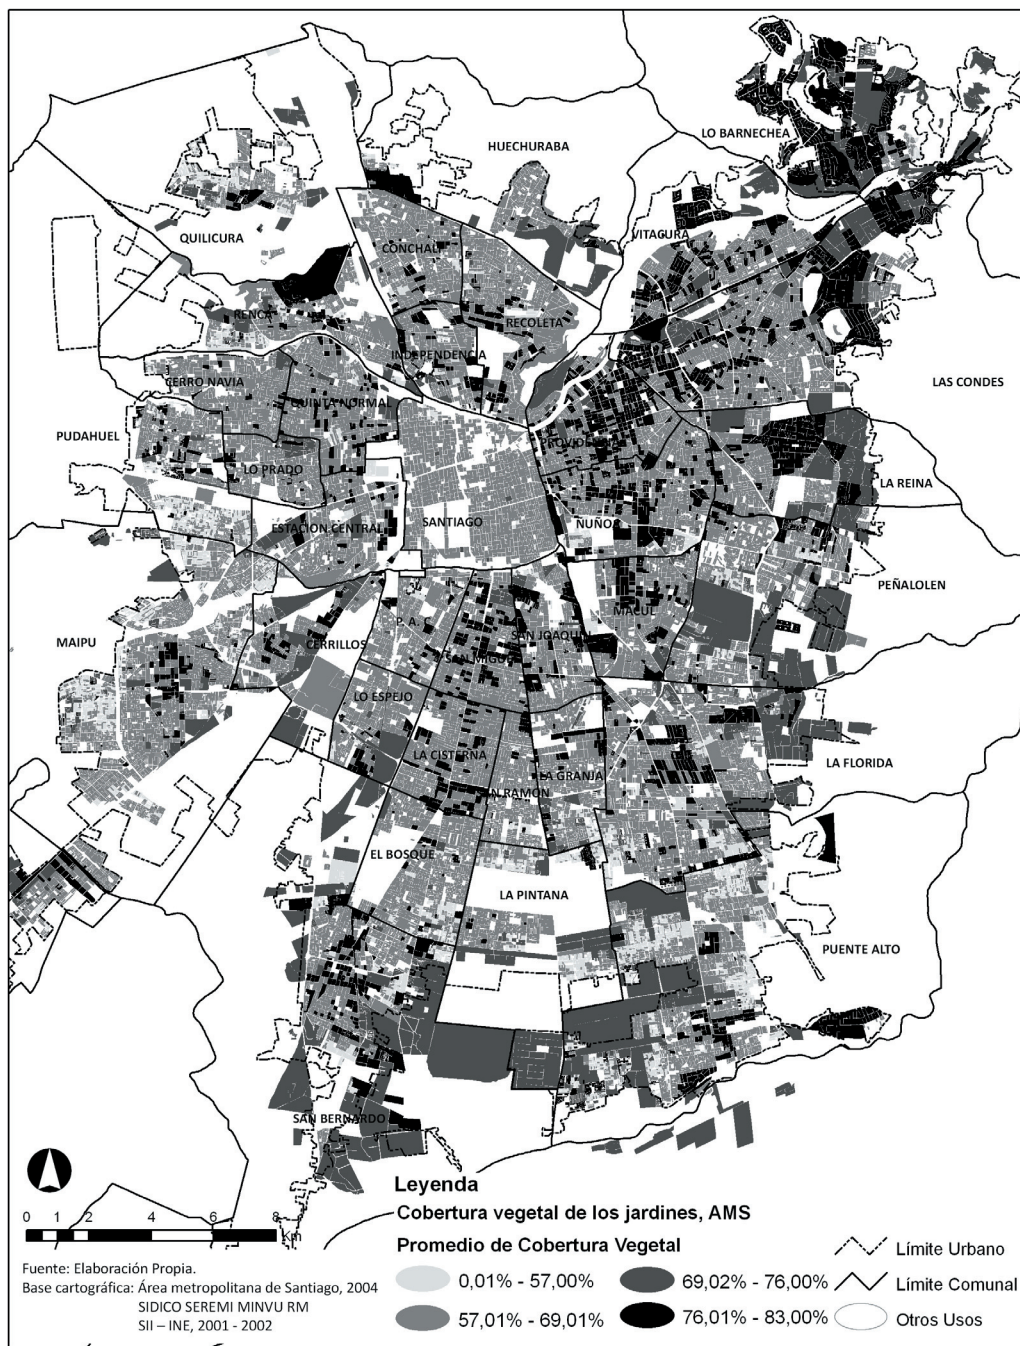 LO BARNECHEA
HUECHURABA
VITAGURA
QUILICURA
CONCHALI
RENCA
RECOLETA
INDEPENDENCIA
CERRO NAVIA
LAS CONDES
QUINTA NORMAL
PUDAHUEL
PROVIDENCIA
LO PRADO
LA REINA
SANTIAGO
ÑUÑOA
ESTACION CENTRAL
PEÑALOLEN
MACUL
P. A. C
SAN JOAQUIN
MAIPU
CERRILLOS
SAN MIGUEL
LO ESPEJO
LA CISTERNA
LA FLORIDA
LA GRANJA
SAN RAMON
EL BOSQUE
LA PINTANA
PUENTE ALTO
SAN BERNARDO
0 1 2 4 6 8
Km
Fuente: Elaboración Propia.
Base cartográfica: Área metropolitana de Santiago, 2004
SIDICO SEREMI MINVU RM
SII – INE, 2001 - 2002
Leyenda
Cobertura vegetal de los jardines, AMS
Promedio de Cobertura Vegetal
0,01% - 57,00%
57,01% - 69,01%
69,02% - 76,00%
76,01% - 83,00%
Límite Urbano
Límite Comunal
Otros Usos